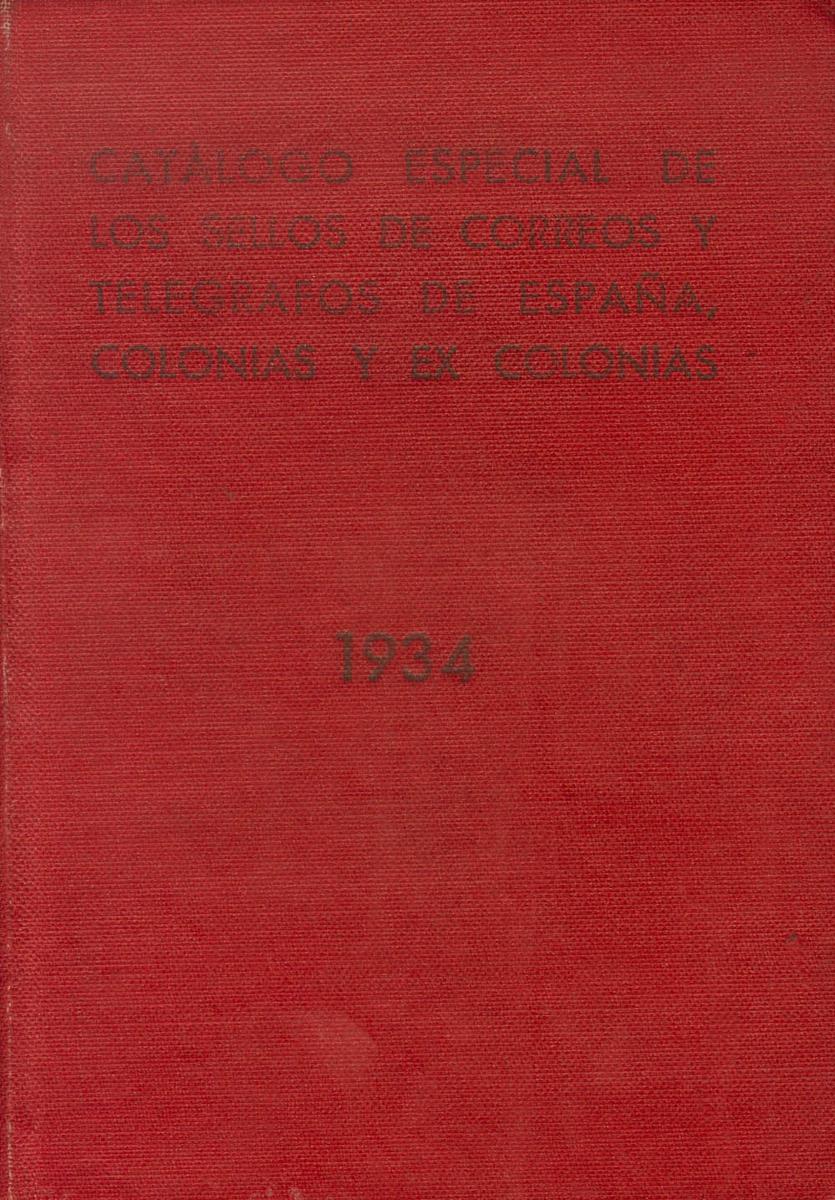 CATÁLOGO ESPECIAL DE
LOS SELLOS DE CORREOS Y
TELEGRAFOS DE ESPAÑA,
COLONIAS Y EX COLONIAS
1934